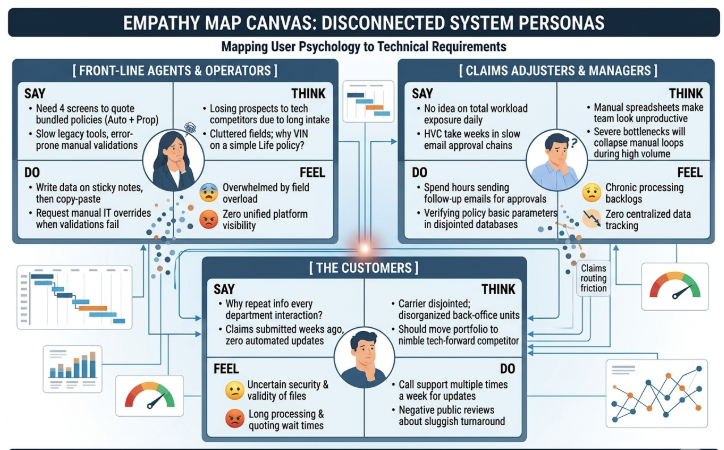 EMPATHY MAP CANVAS: DISCONNECTED SYSTEM PERSONAS
Mapping User Psychology to Technical Requirements
[ FRONT-LINE AGENTS & OPERATORS ]
SAY
• Need 4 screens to quote
bundled policies (Auto + Prop)
• Slow legacy tools, error-
prone manual validations
THINK
• Losing prospects to tech
competitors due to long intake
• Cluttered fields; why VIN
on a simple Life policy?
DO
• Write data on sticky notes,
then copy-paste
• Request manual IT overrides
when validations fail
FEEL
Overwhelmed by field
overload
Zero unified platform
visibility
[ CLAIMS ADJUSTERS & MANAGERS ]
SAY
• No idea on total workload
exposure daily
• HVC take weeks in slow
email approval chains
THINK
• Manual spreadsheets make
team look unproductive
• Severe bottlenecks will
collapse manual loops
during high volume
?
DO
• Spend hours sending
follow-up emails for approvals
• Verifying policy basic parameters
in disjointed databases
FEEL
Chronic processing
backlogs
Zero centralized data
tracking
Claims
routing
friction
[ THE CUSTOMERS ]
SAY
• Why repeat info every
department interaction?
• Claims submitted weeks ago,
zero automated updates
THINK
• Carrier disjointed;
disorganized back-office units
• Should move portfolio to
nimble tech-forward competitor
FEEL
Uncertain security &
validity of files
Long processing &
quoting wait times
DO
• Call support multiple times
a week for updates
• Negative public reviews
about sluggish turnaround